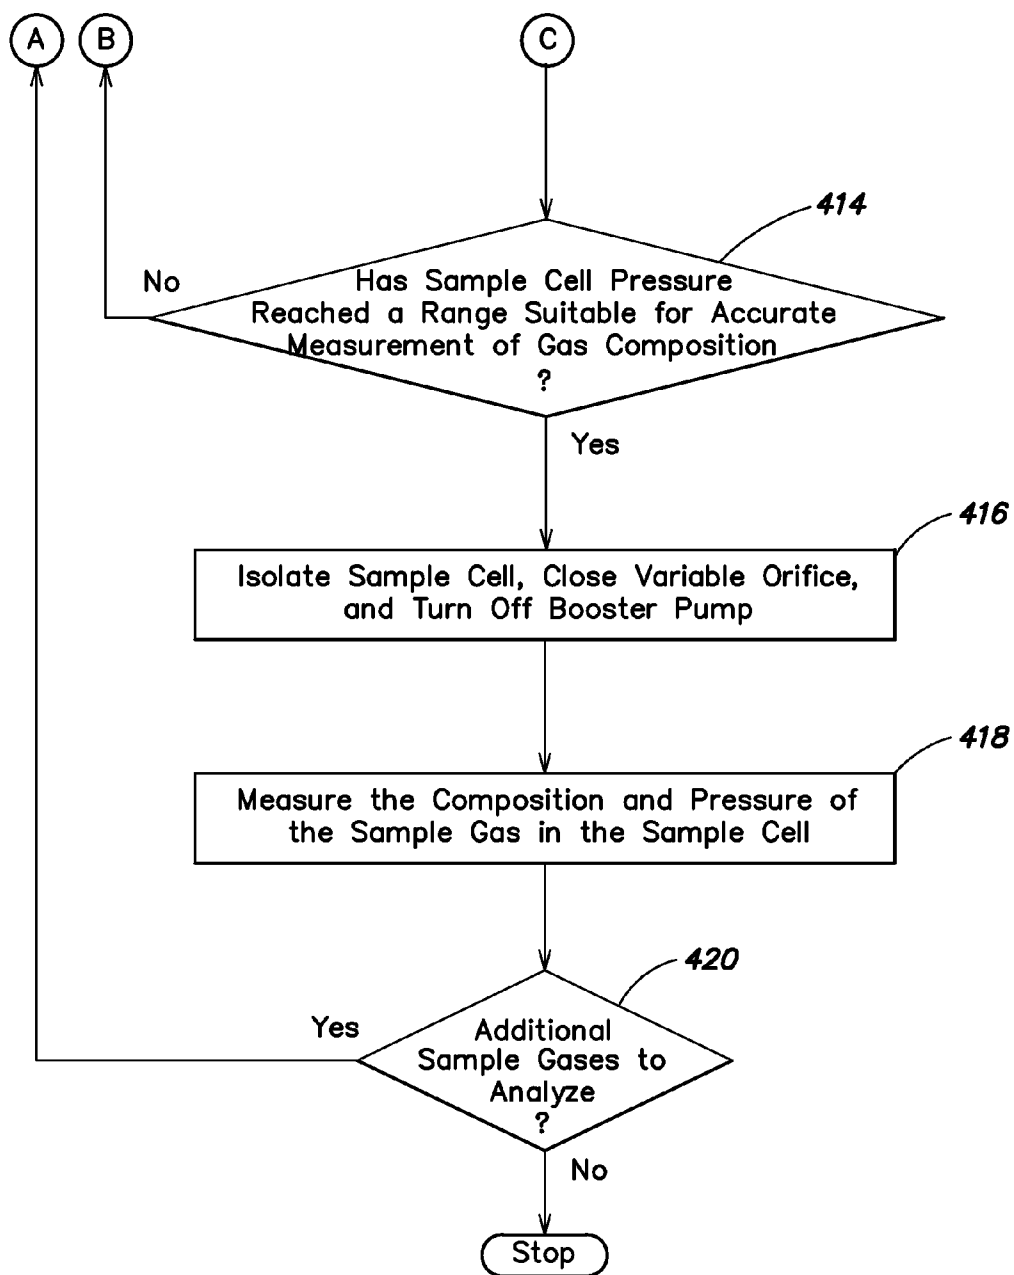 A
B
C
414
No
Has Sample Cell Pressure
Reached a Range Suitable for Accurate
Measurement of Gas Composition
?
Yes
416
Isolate Sample Cell, Close Variable Orifice,
and Turn Off Booster Pump
418
Measure the Composition and Pressure of
the Sample Gas in the Sample Cell
420
Yes
Additional
Sample Gases to
Analyze
?
No
Stop